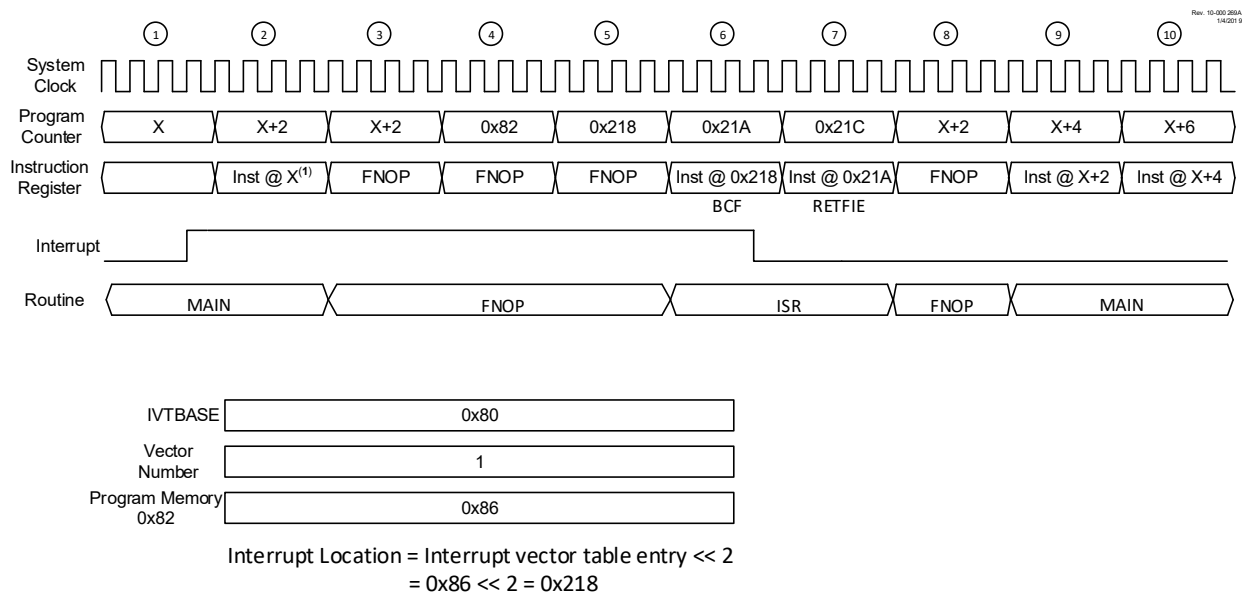 Rev. 10-000 269A
1/4/201 9
1 2 3 4 5 6 7 8 9 10
System
Clock
Program
Counter
X X+2 X+2 0x82 0x218 0x21A 0x21C X+2 X+4 X+6
Instruction
Register
Inst @ X(1) FNOP FNOP FNOP Inst @ 0x218 Inst @ 0x21A FNOP Inst @ X+2 Inst @ X+4
BCF RETFIE
Interrupt
Routine MAIN FNOP ISR FNOP MAIN
IVTBASE 0x80
Vector
Number
1
Program Memory
0x82
0x86
Interrupt Location = Interrupt vector table entry << 2
= 0x86 << 2 = 0x218